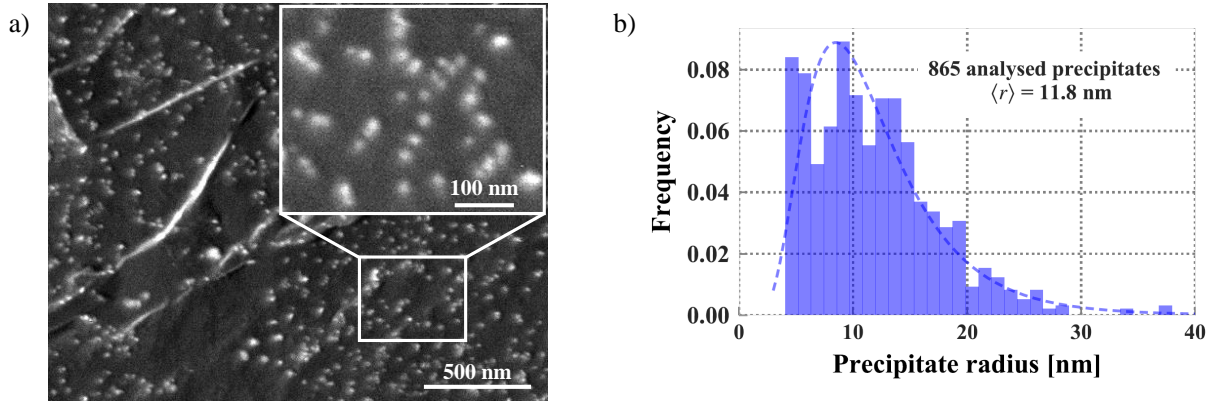 a)
100 nm
500 nm
b)
865 analysed precipitates
⟨r⟩ = 11.8 nm
Frequency
0.08
0.06
0.04
0.02
0.00
0 10 20 30 40
Precipitate radius [nm]